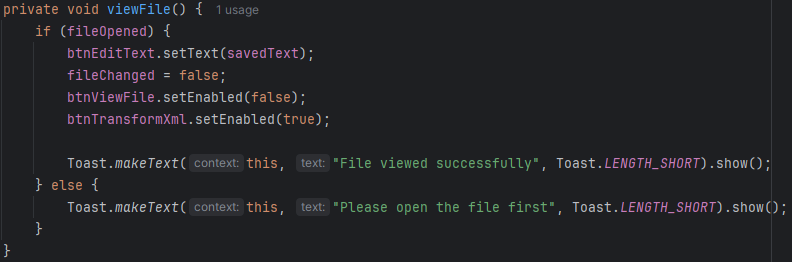 private void viewFile() { 1 usage
if (fileOpened) {
btnEditText.setText(savedText);
fileChanged = false;
btnViewFile.setEnabled(false);
btnTransformXml.setEnabled(true);
Toast.makeText( context: this, text: "File viewed successfully", Toast.LENGTH_SHORT).show();
} else {
Toast.makeText( context: this, text: "Please open the file first", Toast.LENGTH_SHORT).show();
}
}